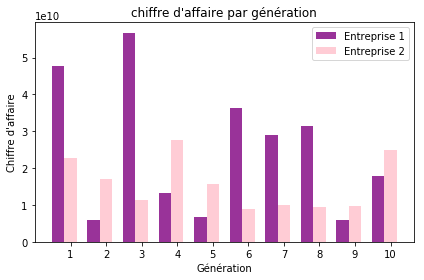 chiffre d'affaire par génération
1e10
Entreprise 1
Entreprise 2
5
4
3
2
1
0
Chiffre d'affaire
1 2 3 4 5 6 7 8 9 10
Génération